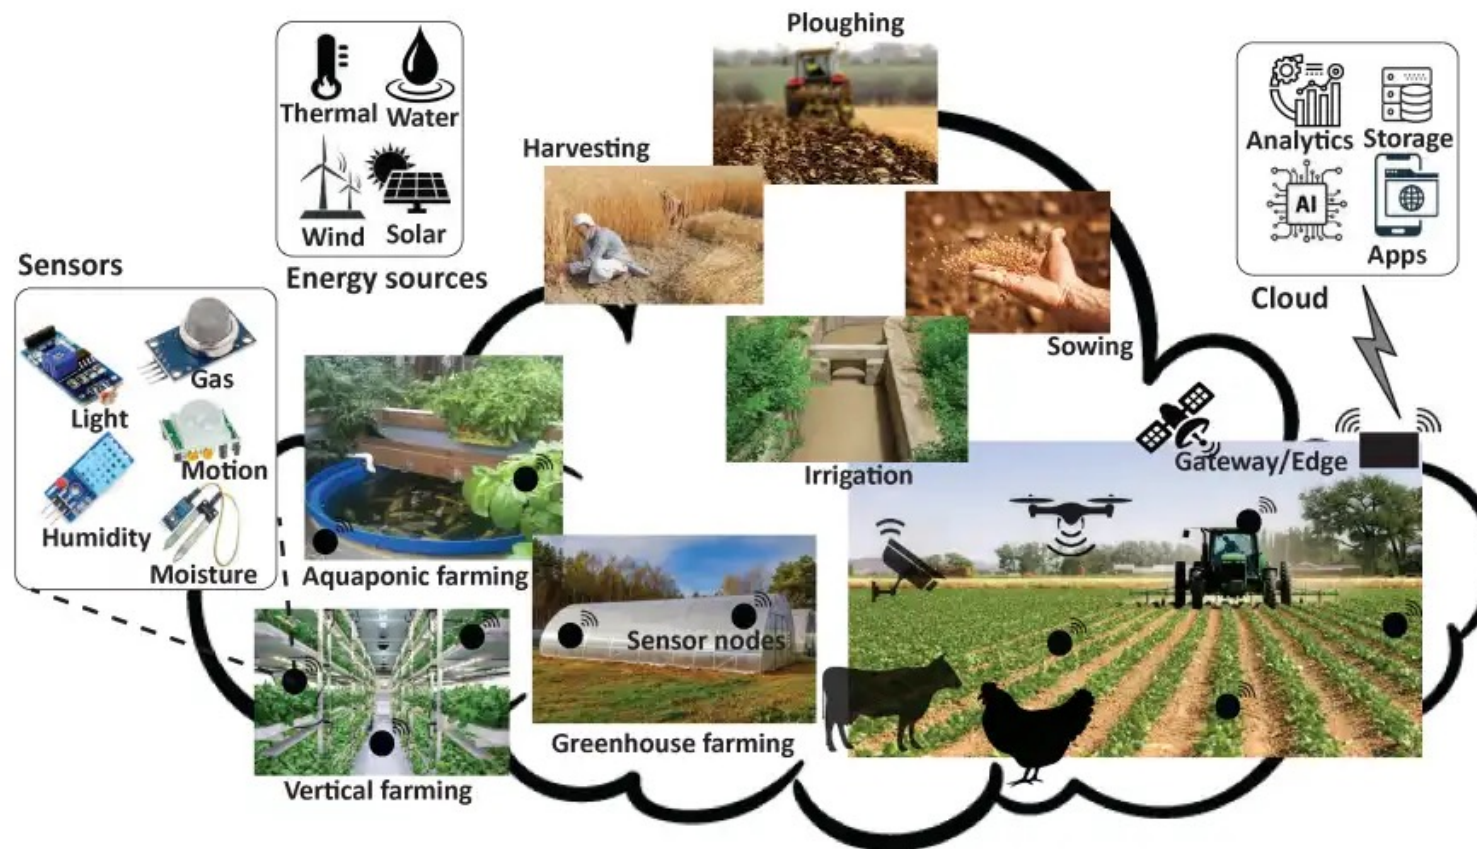 Ploughing
Thermal
Water
Wind
Solar
Energy sources
Harvesting
Analytics
Storage
AI
Apps
Cloud
Sensors
Light
Gas
Motion
Humidity
Moisture
Sowing
Irrigation
Gateway/Edge
Aquaponic farming
Sensor nodes
Greenhouse farming
Vertical farming